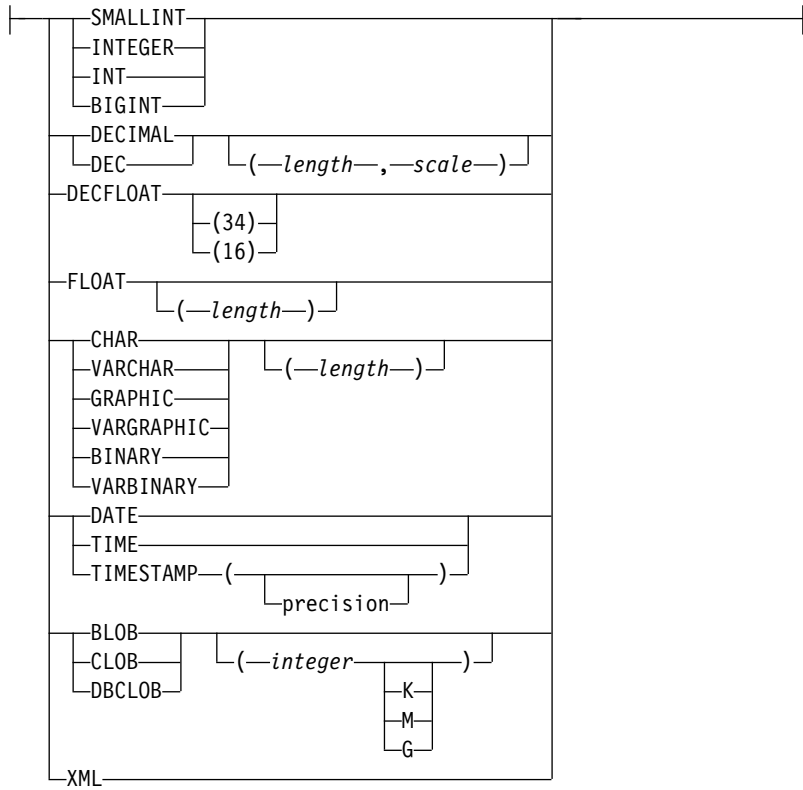 SMALLINT
INTEGER
INT
BIGINT
DECIMAL
DEC
( length , scale )
DECFLOAT
(34)
(16)
FLOAT
( length )
CHAR
VARCHAR
( length )
GRAPHIC
VARGRAPHIC
BINARY
VARBINARY
DATE
TIME
TIMESTAMP ( )
precision
BLOB
CLOB
( integer )
DBCLOB
K
M
G
XML